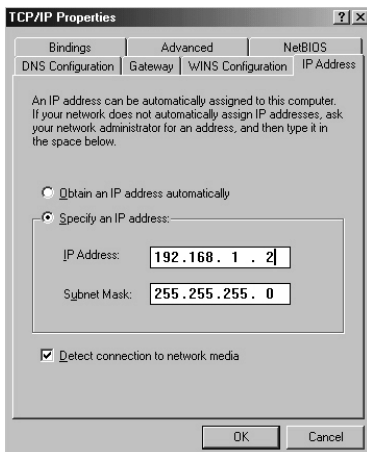 TCP/IP Properties
Bindings Advanced NetBIOS
DNS Configuration Gateway WINS Configuration IP Address
An IP address can be automatically assigned to this computer.
If your network does not automatically assign IP addresses, ask
your network administrator for an address, and then type it in
the space below.
Obtain an IP address automatically
Specify an IP address:
IP Address: 192.168. 1 . 2
Subnet Mask: 255.255.255. 0
Detect connection to network media
OK Cancel